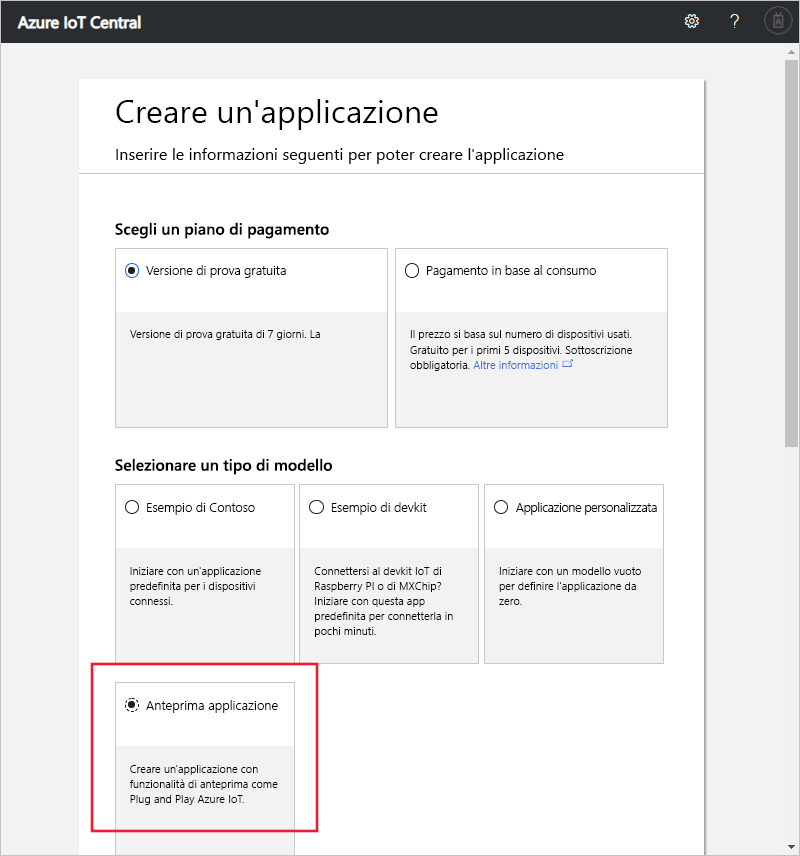 Azure IoT Central
?
Creare un'applicazione
Inserire le informazioni seguenti per poter creare l'applicazione
Scegli un piano di pagamento
Versione di prova gratuita
Versione di prova gratuita di 7 giorni. La
Pagamento in base al consumo
Il prezzo si basa sul numero di dispositivi usati.
Gratuito per i primi 5 dispositivi. Sottoscrizione
obbligatoria. Altre informazioni
Selezionare un tipo di modello
Esempio di Contoso
Iniziare con un'applicazione
predefinita per i dispositivi
connessi.
Esempio di devkit
Connettersi al devkit IoT di
Raspberry PI o di MXChip?
Iniziare con questa app
predefinita per connetterla in
pochi minuti.
Applicazione personalizzata
Iniziare con un modello vuoto
per definire l'applicazione da
zero.
Anteprima applicazione
Creare un'applicazione con
funzionalità di anteprima come
Plug and Play Azure IoT.